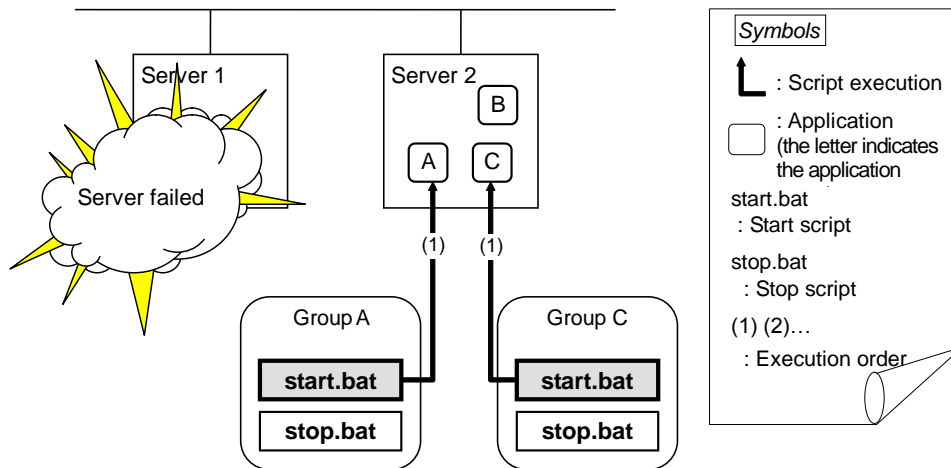 Server 1
Server 2
B
A
C
Server failed
(1)
(1)
Group A
start.bat
stop.bat
Group C
start.bat
stop.bat
Symbols
: Script execution
: Application
(the letter indicates
the application
start.bat
: Start script
stop.bat
: Stop script
(1) (2)…
: Execution order